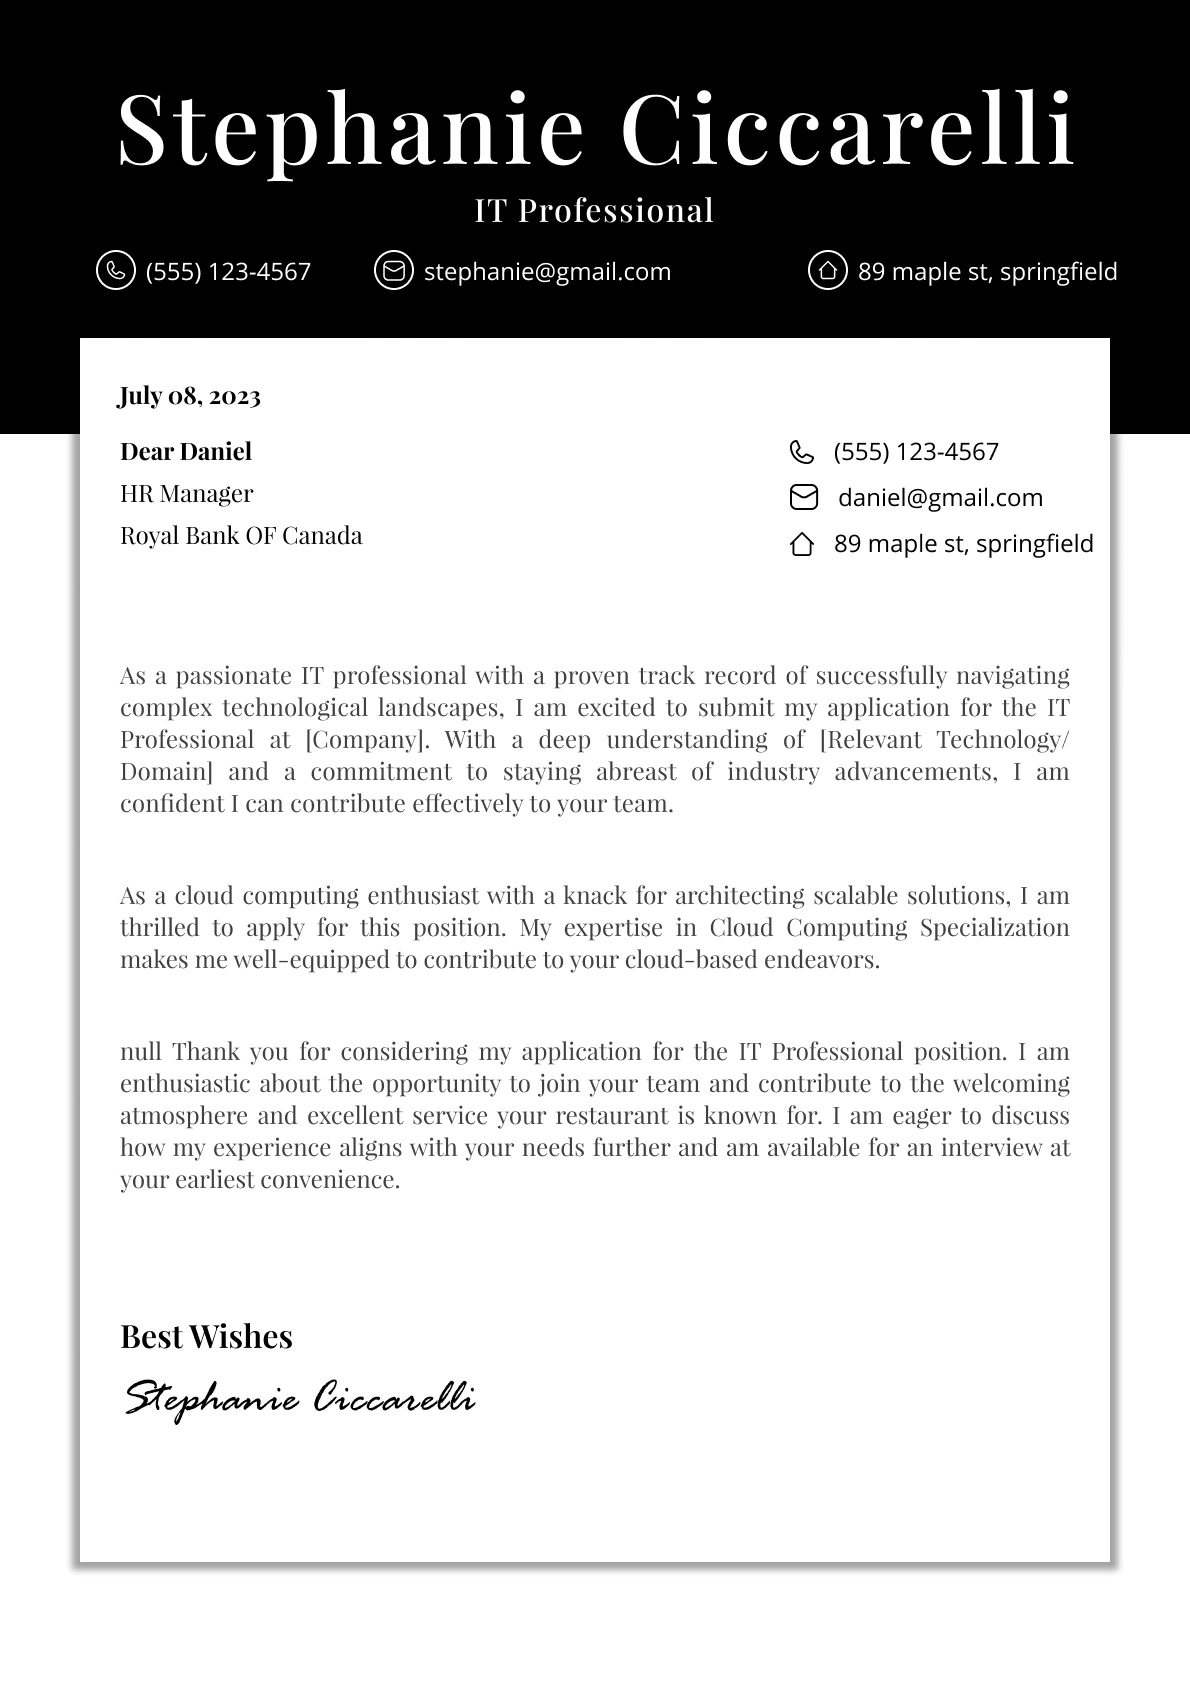 Stephanie Ciccarelli
IT Professional
(555) 123-4567 stephanie@gmail.com 89 maple st, springfield
July 08, 2023
Dear Daniel
HR Manager
Royal Bank OF Canada
(555) 123-4567
daniel@gmail.com
89 maple st, springfield
As a passionate IT professional with a proven track record of successfully navigating
complex technological landscapes, I am excited to submit my application for the IT
Professional at [Company]. With a deep understanding of [Relevant Technology/
Domain] and a commitment to staying abreast of industry advancements, I am
confident I can contribute effectively to your team.
As a cloud computing enthusiast with a knack for architecting scalable solutions, I am
thrilled to apply for this position. My expertise in Cloud Computing Specialization
makes me well-equipped to contribute to your cloud-based endeavors.
null Thank you for considering my application for the IT Professional position. I am
enthusiastic about the opportunity to join your team and contribute to the welcoming
atmosphere and excellent service your restaurant is known for. I am eager to discuss
how my experience aligns with your needs further and am available for an interview at
your earliest convenience.
Best Wishes
Stephanie Ciccarelli